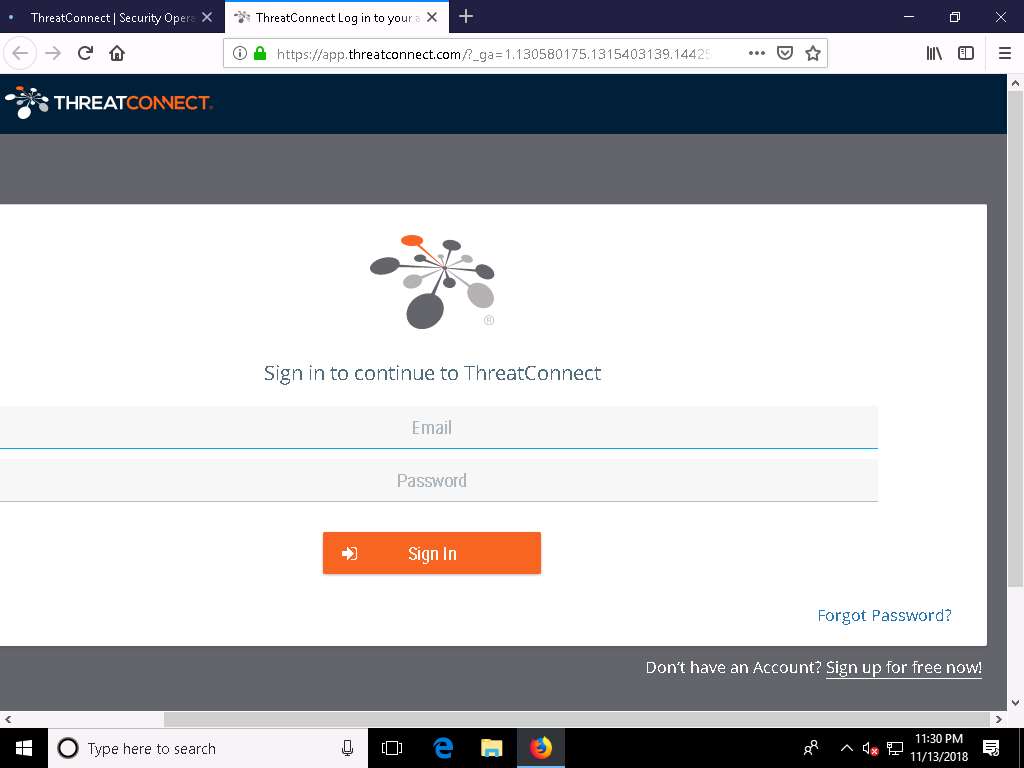 ThreatConnect | Security Opera
ThreatConnect Log in to your a
https://app.threatconnect.com/?_ga=1.130580175.1315403139.14425
THREATCONNECT
®
Sign in to continue to ThreatConnect
Email
Password
Sign In
Forgot Password?
Don't have an Account? Sign up for free now!
Type here to search
11:30 PM
11/13/2018